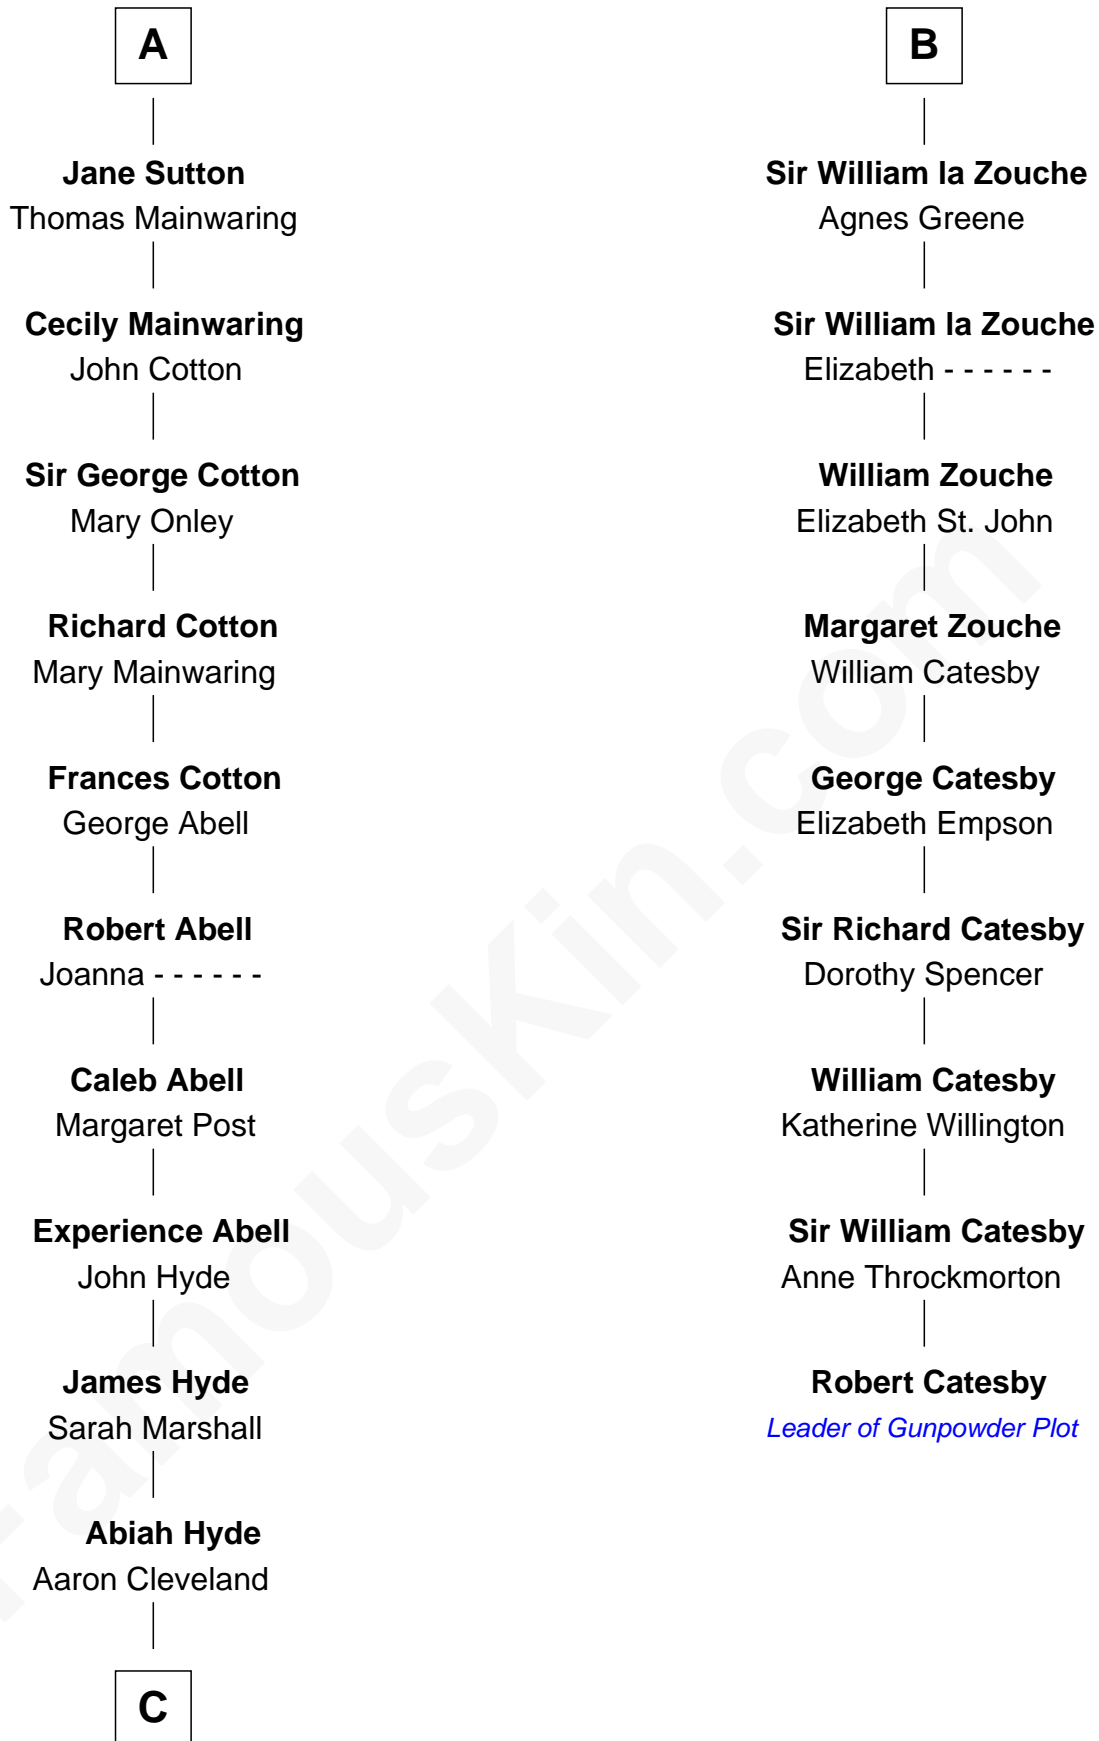 A
Jane Sutton
Thomas Mainwaring
Cecily Mainwaring
John Cotton
Sir George Cotton
Mary Onley
Richard Cotton
Mary Mainwaring
Frances Cotton
George Abell
Robert Abell
Joanna - - - - - -
Caleb Abell
Margaret Post
Experience Abell
John Hyde
James Hyde
Sarah Marshall
Abiah Hyde
Aaron Cleveland
C
B
Sir William la Zouche
Agnes Greene
Sir William la Zouche
Elizabeth - - - - - -
William Zouche
Elizabeth St. John
Margaret Zouche
William Catesby
George Catesby
Elizabeth Empson
Sir Richard Catesby
Dorothy Spencer
William Catesby
Katherine Willington
Sir William Catesby
Anne Throckmorton
Robert Catesby
Leader of Gunpowder Plot
FamousKin.com